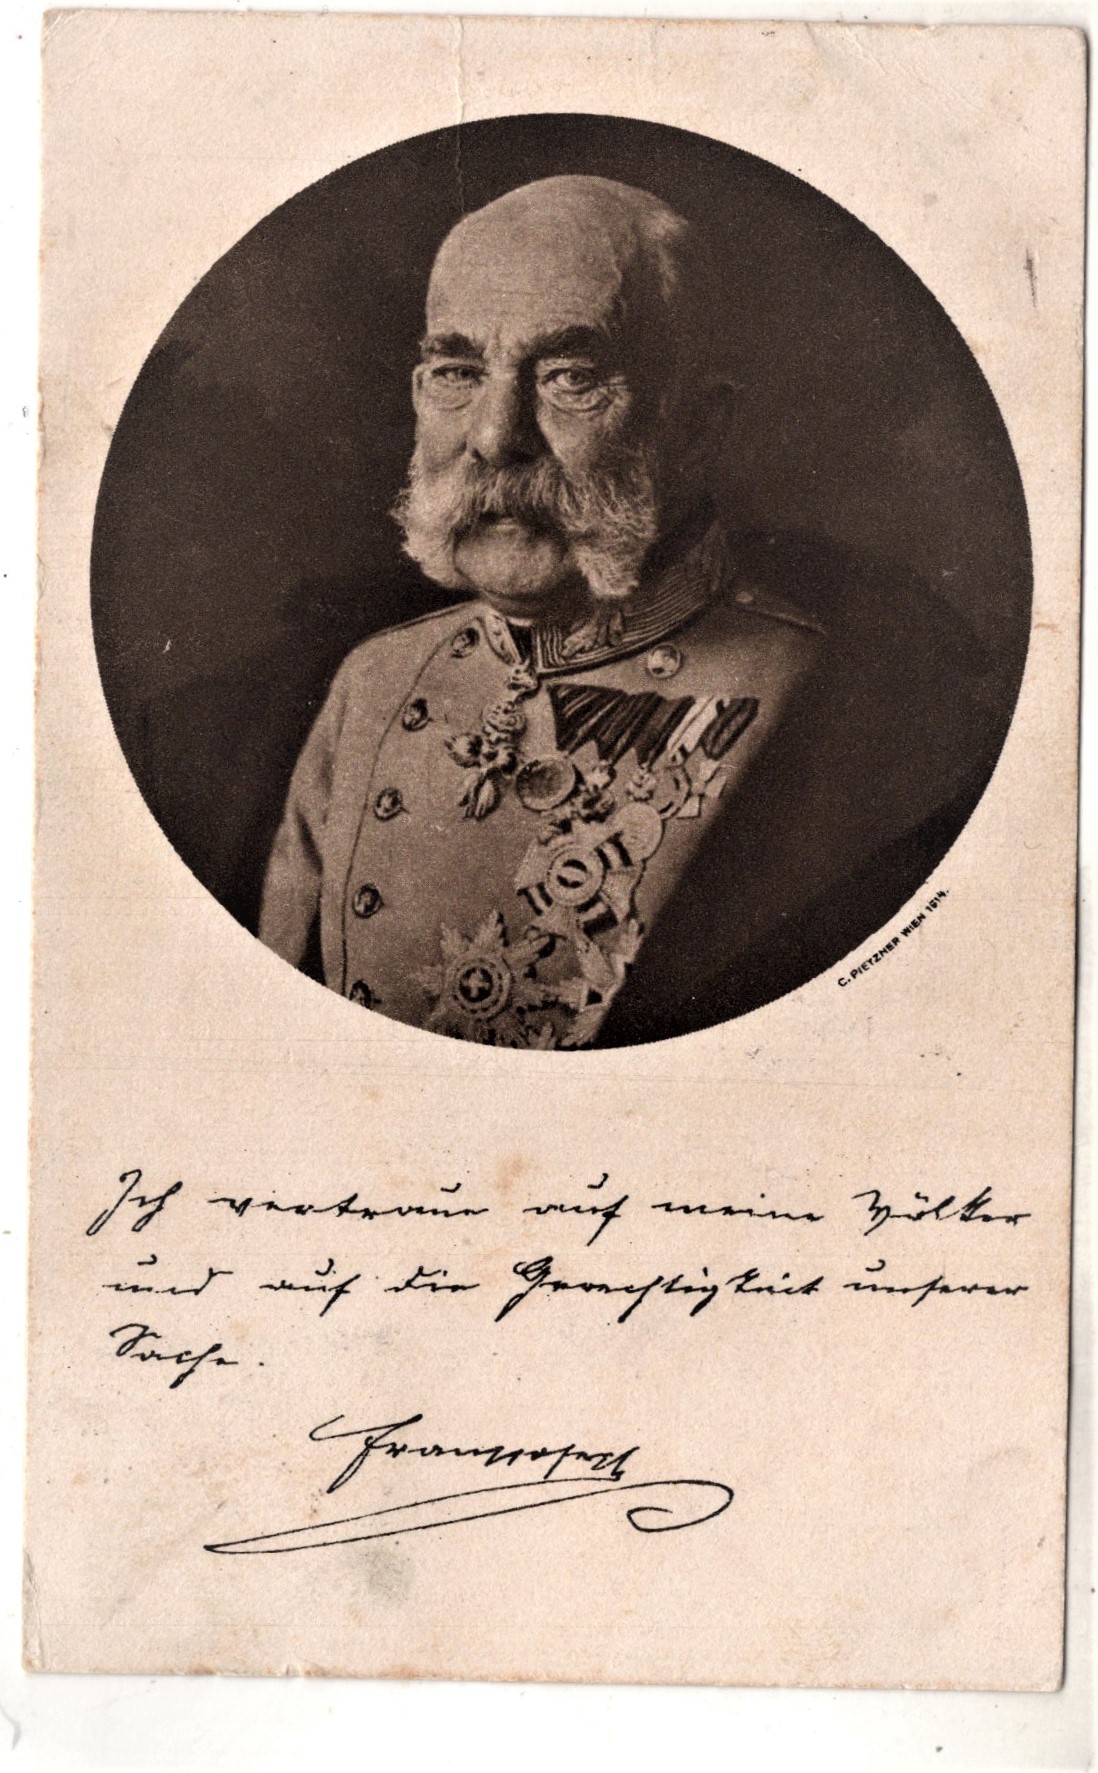 C. PIETZNER WIEN 1914.
Ich vertraue auf meine Völker
und auf die Gerechtigkeit unserer
Sache.
Franz Joseph